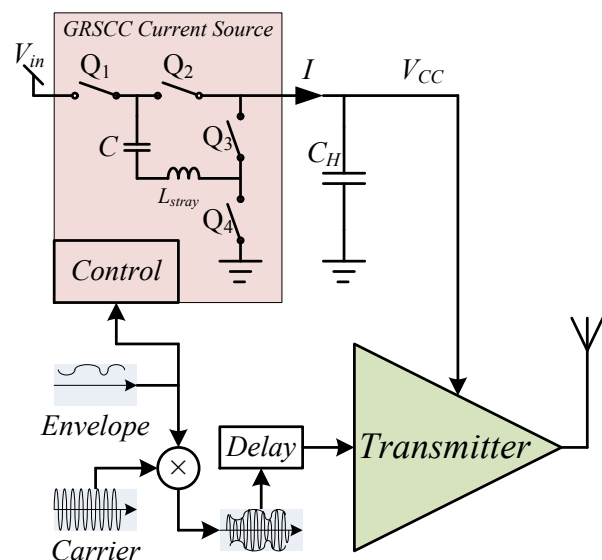 GRSCC Current Source
V_in
Q1
Q2
I
V_CC
C
Q3
C_H
L_stray
Q4
Control
Envelope
Delay
Transmitter
×
Carrier